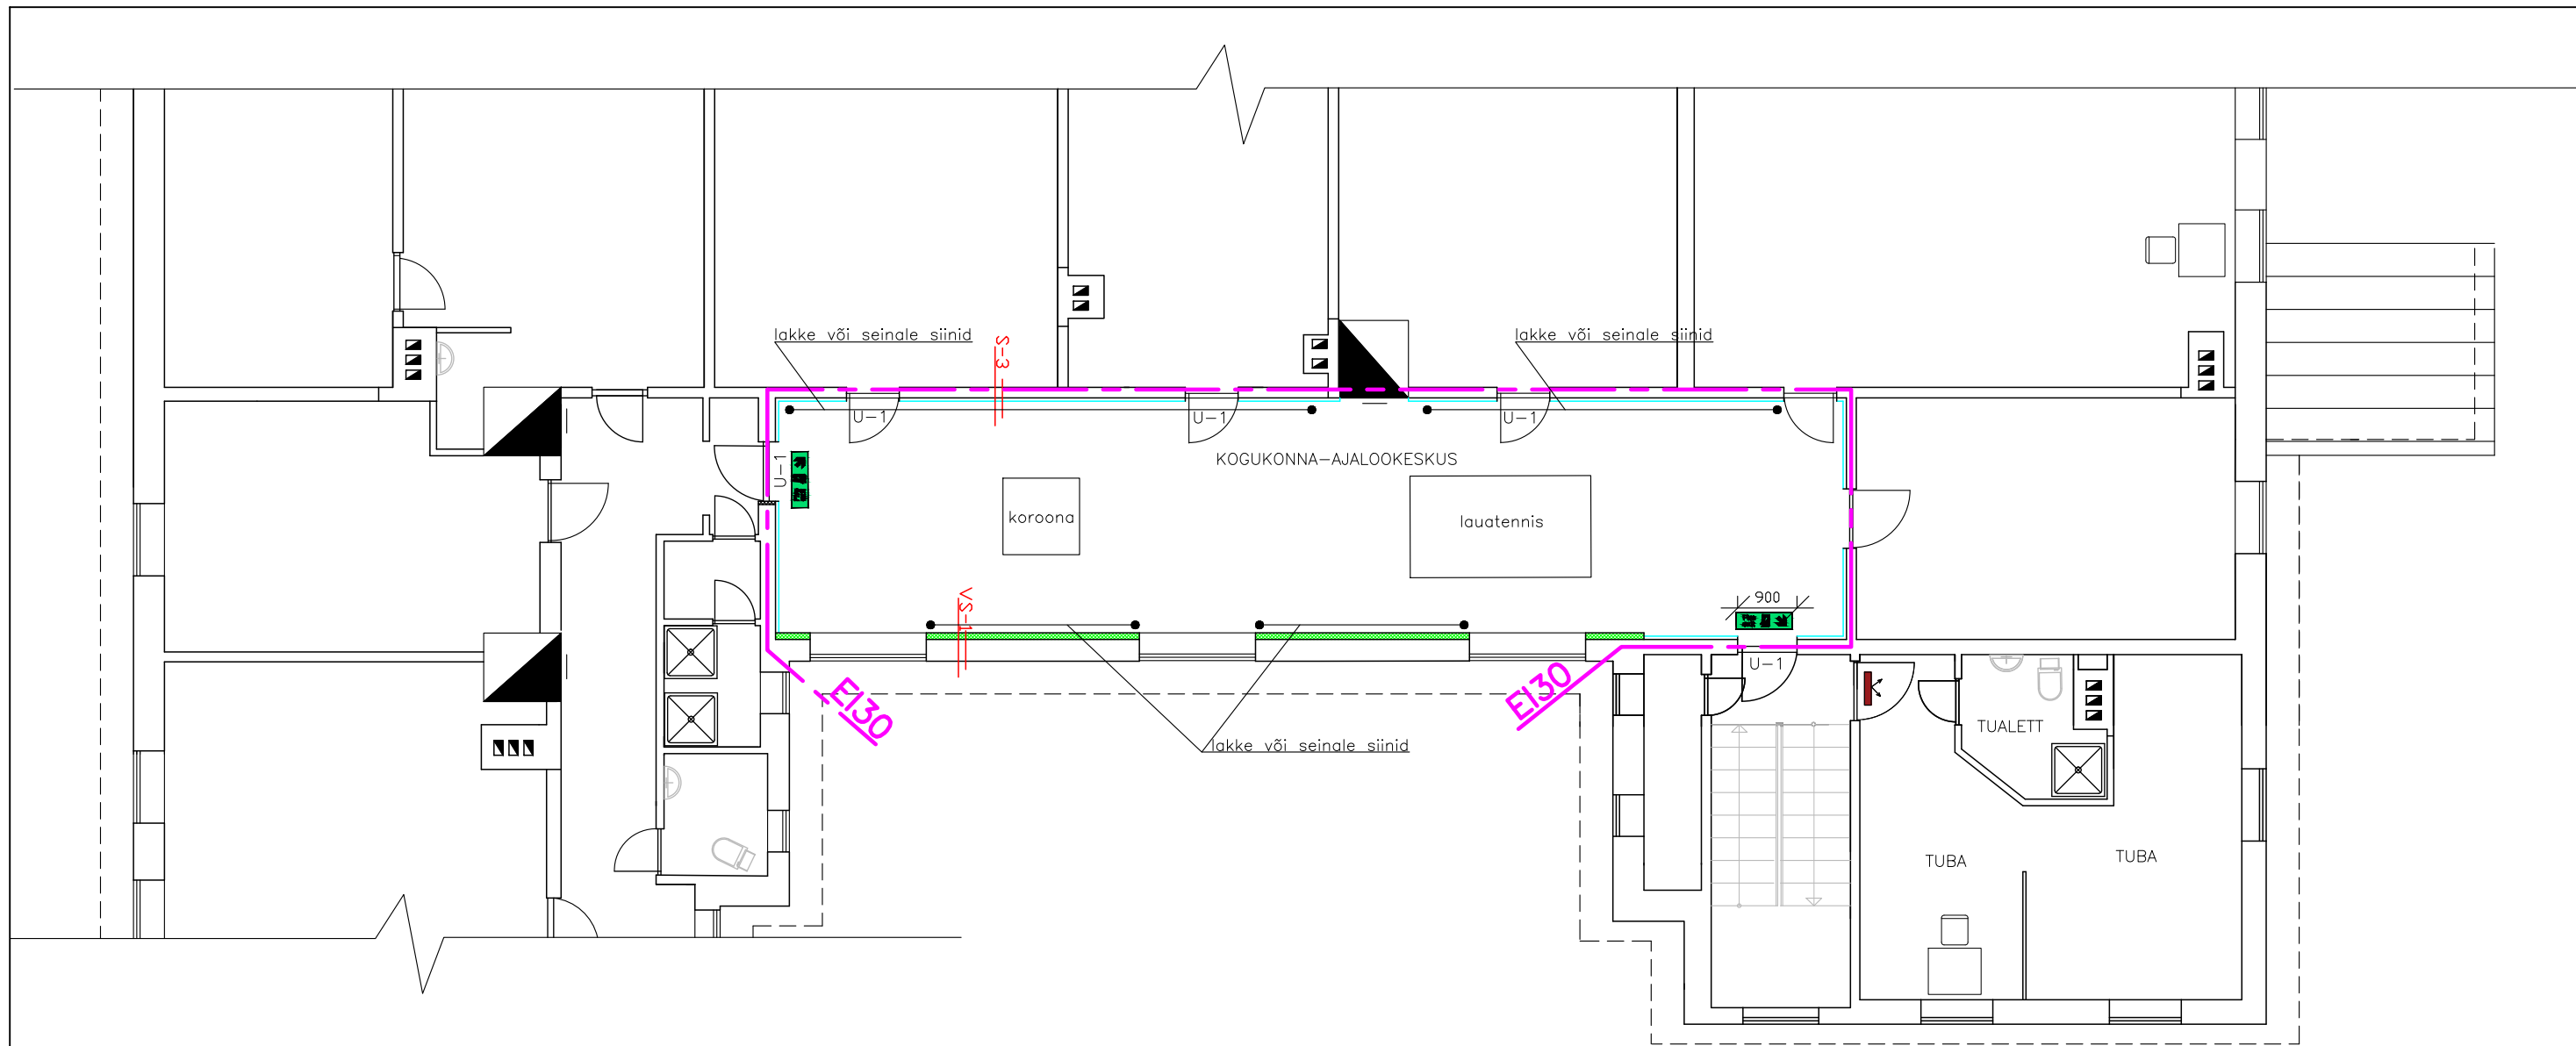 lakke või seinale siinid
S-3
lakke või seinale siinid
U-1
U-1
U-1
U-1
KOGUKONNA-AJALOOKESKUS
koroona
lauatennis
VS-1
900
U-1
EI30
EI30
lakke või seinale siinid
TUALETT
TUBA
TUBA